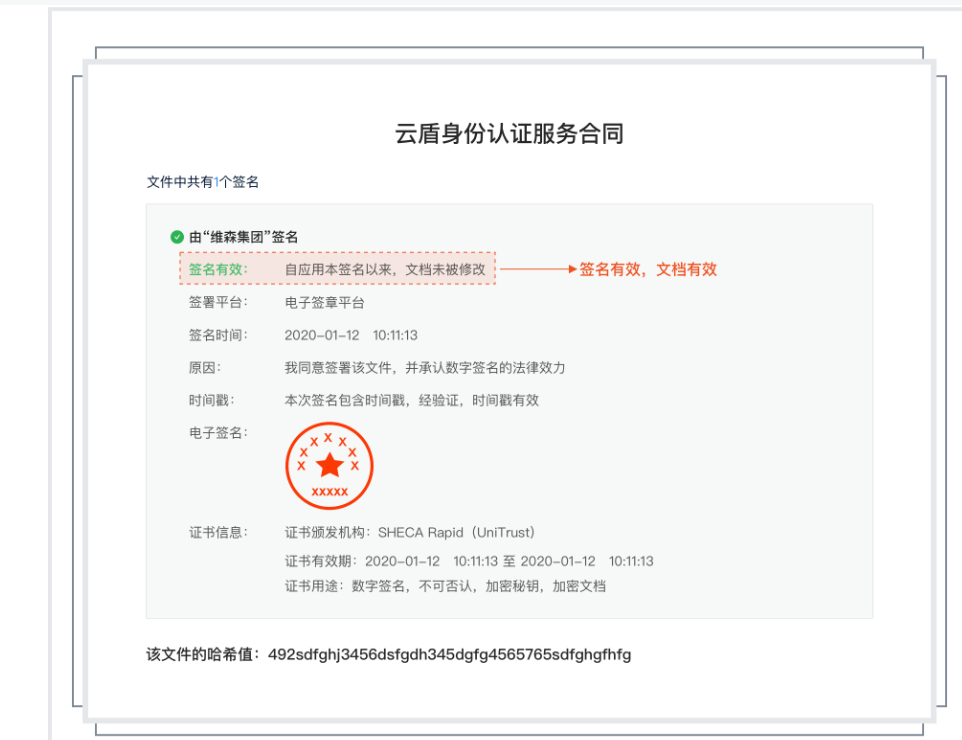 云盾身份认证服务合同
文件中共有1个签名
由“维森集团”签名
签名有效： 自应用本签名以来，文档未被修改 签名有效，文档有效
签署平台： 电子签章平台
签名时间： 2020-01-12 10:11:13
原因： 我同意签署该文件，并承认数字签名的法律效力
时间戳： 本次签名包含时间戳，经验证，时间戳有效
电子签名：
X X X X X X X
XXXXX
证书信息： 证书颁发机构：SHECA Rapid（UniTrust）
证书有效期：2020-01-12 10:11:13 至 2020-01-12 10:11:13
证书用途：数字签名，不可否认，加密秘钥，加密文档
该文件的哈希值：492sdfghj3456dsfgdh345dgfg4565765sdfghgfhfg